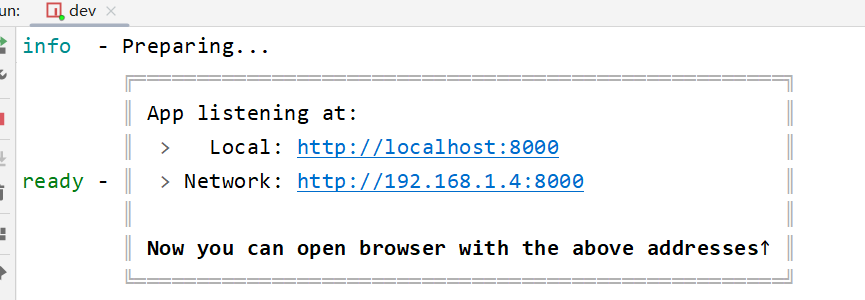 un: dev
info - Preparing...
App listening at:
> Local: http://localhost:8000
ready - > Network: http://192.168.1.4:8000
Now you can open browser with the above addresses↑